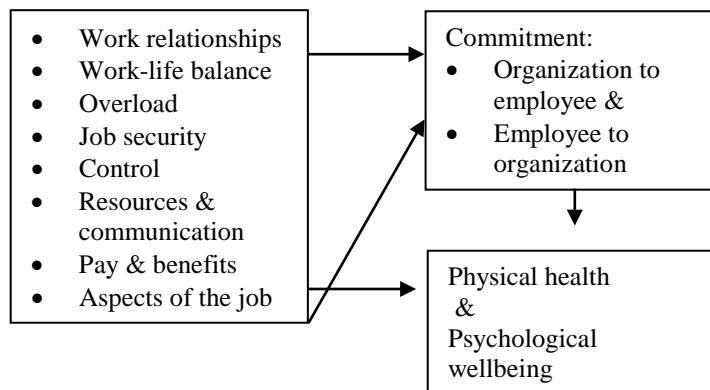 • Work relationships
• Work-life balance
• Overload
• Job security
• Control
• Resources &
communication
• Pay & benefits
• Aspects of the job
Commitment:
• Organization to
employee &
• Employee to
organization
Physical health
&
Psychological
wellbeing